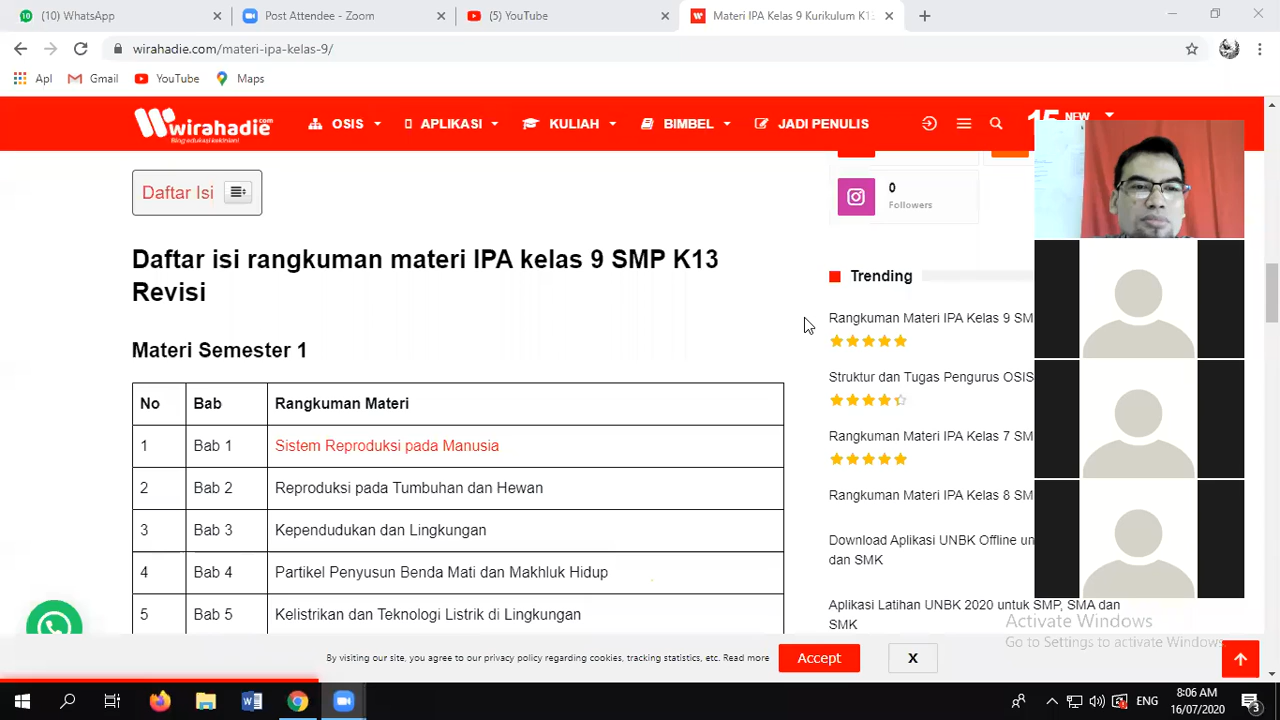 (10) WhatsApp
Post Attendee - Zoom
(5) YouTube
Materi IPA Kelas 9 Kurikulum K13
wirahadie.com/materi-ipa-kelas-9/
Apl
Gmail
YouTube
Maps
wirahadie.com
Blog edukasi kekinian!
OSIS
APLIKASI
KULIAH
BIMBEL
JADI PENULIS
15 NEW
Daftar Isi
0
Followers
Daftar isi rangkuman materi IPA kelas 9 SMP K13
Revisi
Materi Semester 1
No Bab Rangkuman Materi
1 Bab 1 Sistem Reproduksi pada Manusia
2 Bab 2 Reproduksi pada Tumbuhan dan Hewan
3 Bab 3 Kependudukan dan Lingkungan
4 Bab 4 Partikel Penyusun Benda Mati dan Makhluk Hidup
5 Bab 5 Kelistrikan dan Teknologi Listrik di Lingkungan
Trending
Rangkuman Materi IPA Kelas 9 SM
Struktur dan Tugas Pengurus OSIS
Rangkuman Materi IPA Kelas 7 SM
Rangkuman Materi IPA Kelas 8 SM
Download Aplikasi UNBK Offline un
dan SMK
Aplikasi Latihan UNBK 2020 untuk SMP, SMA dan
SMK
Activate Windows
Go to Settings to activate Windows.
By visiting our site, you agree to our privacy policy regarding cookies, tracking statistics, etc. Read more
Accept
X
ENG
8:06 AM
16/07/2020
3